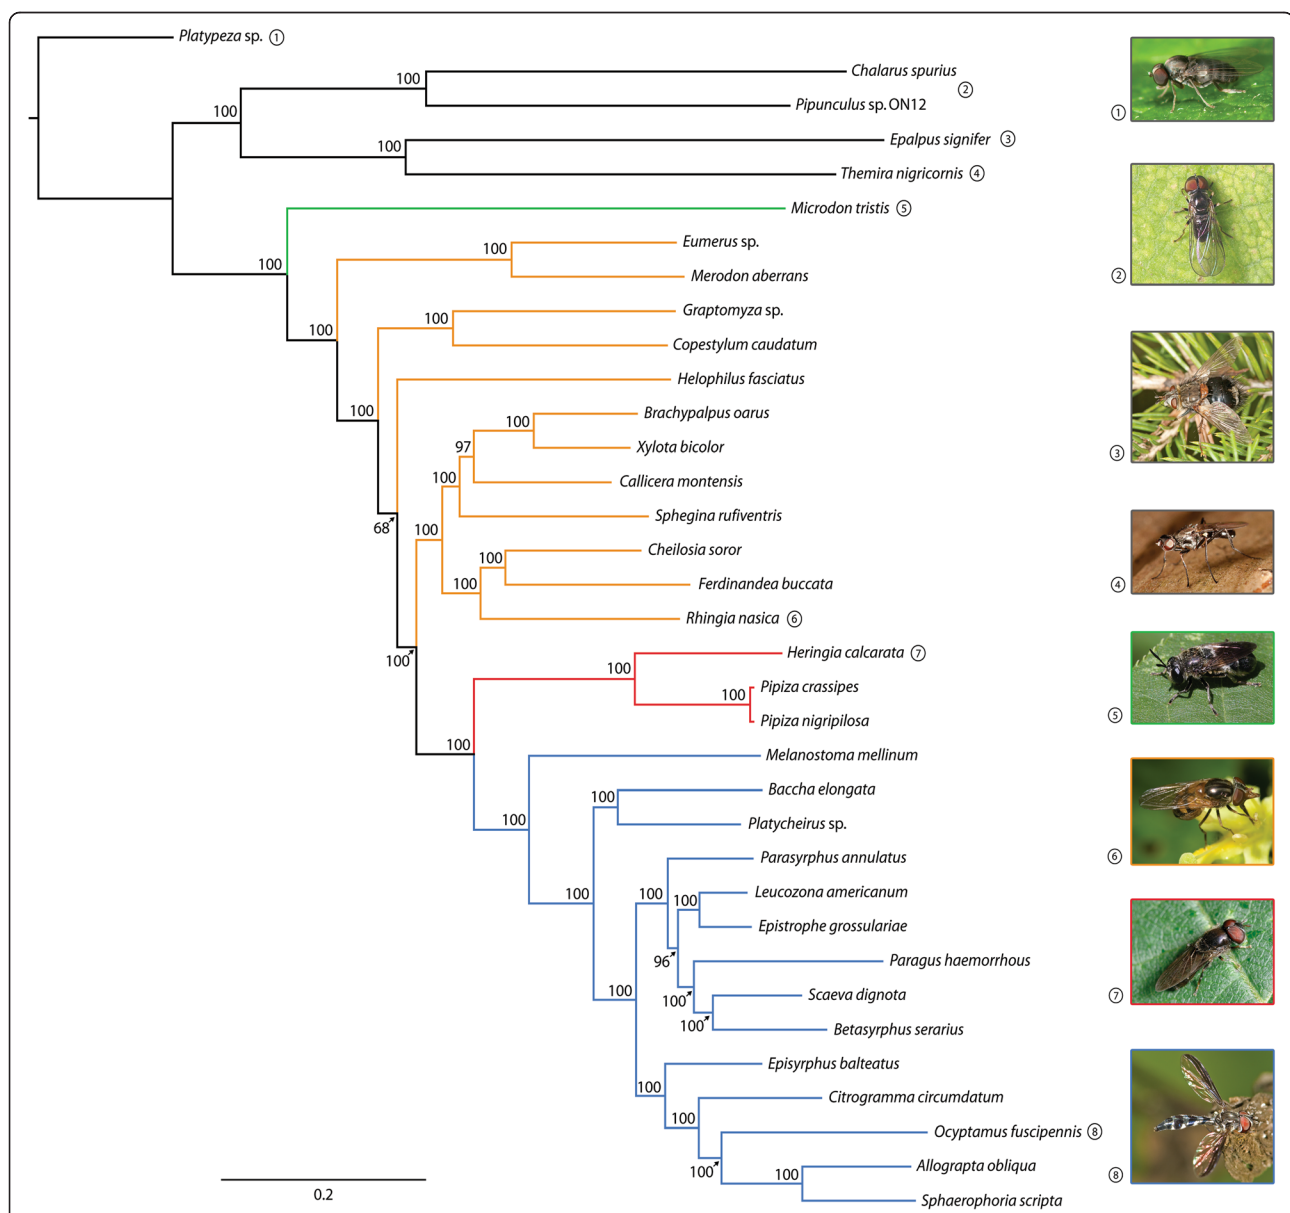 Platypeza sp. ①
100
Chalarus spurius
②
Pipunculus sp. ON12
100
100
Epalpus signifer ③
Themira nigricornis ④
100
Microdon tristis ⑤
100
100
Eumerus sp.
Merodon aberrans
100
100
Graptomyza sp.
Copestylum caudatum
68
Helophilus fasciatus
100
100
100
97
100
Brachypalpus oarus
Xylota bicolor
Callicera montensis
Sphegina rufiventris
100
100
Cheilosia soror
Ferdinandea buccata
Rhingia nasica ⑥
100
100
Heringia calcarata ⑦
100
Pipiza crassipes
Pipiza nigripilosa
100
Melanostoma mellinum
100
100
Baccha elongata
Platycheirus sp.
100
100
Parasyrphus annulatus
96
100
Leucozona americanum
Epistrophe grossulariae
100
Paragus haemorrhous
100
Scaeva dignota
Betasyrphus serarius
100
Episyrphus balteatus
100
Citrogramma circumdatum
100
Ocyptamus fuscipennis ⑧
100
Allograpta obliqua
Sphaerophoria scripta
0.2
①
②
③
④
⑤
⑥
⑦
⑧